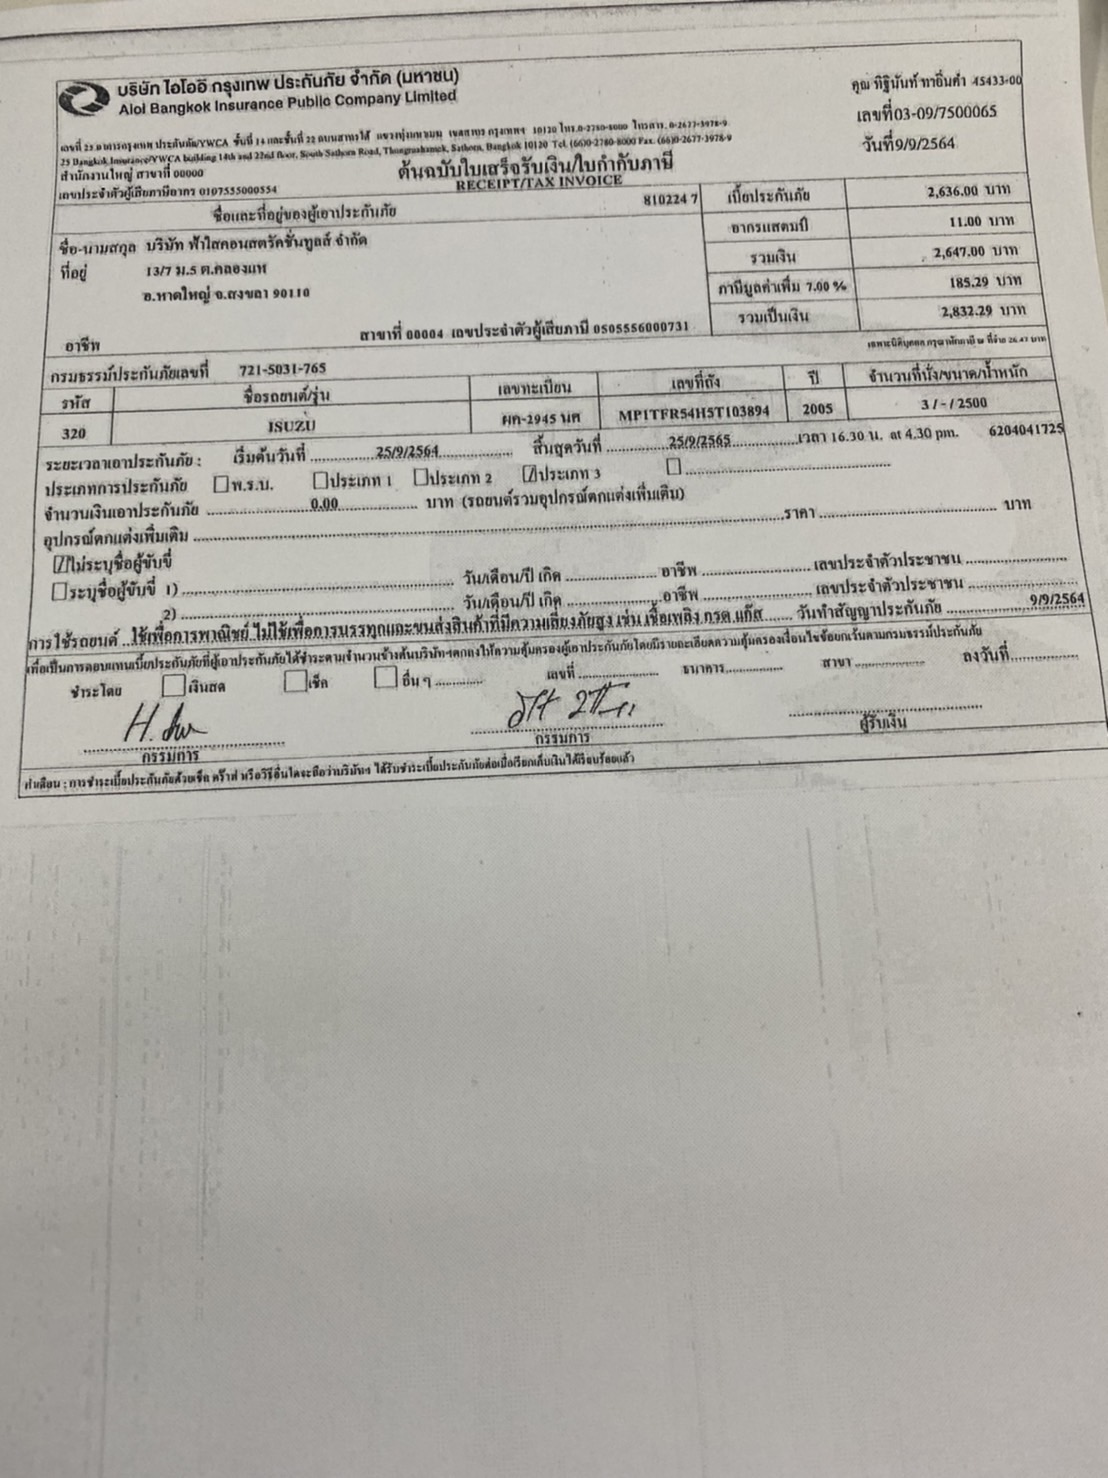 บริษัท ไอโออิ กรุงเทพ ประกันภัย จำกัด (มหาชน)
Aioi Bangkok Insurance Public Company Limited
คุณ ทิฐินันท์ ทาอิ่นคำ 45433-00
เลขที่03-09/7500065
วันที่9/9/2564
เลขที่ 25 อาคารกรุงเทพ ประกันภัย/YWCA ชั้นที่ 14 และชั้นที่ 22 ถนนสาทรใต้ แขวงทุ่งมหาเมฆ เขตสาทร กรุงเทพฯ 10120 โทร.0-2780-8000 โทรสาร. 0-2677-3978-9
25 Bangkok Insurance/YWCA building 14th and 22nd floor, South Sathorn Road, Thungmahamek, Sathorn, Bangkok 10120 Tel. (66)0-2780-8000 Fax. (66)0-2677-3978-9
สำนักงานใหญ่ สาขาที่ 00000
ต้นฉบับใบเสร็จรับเงิน/ใบกำกับภาษี
RECEIPT/TAX INVOICE
เลขประจำตัวผู้เสียภาษีอากร 0107555000554
ชื่อและที่อยู่ของผู้เอาประกันภัย 810224 7
ชื่อ-นามสกุล บริษัท ฟ้าใสคอนสตรัคชั่นทูลส์ จำกัด
ที่อยู่ 13/7 ม.5 ต.คลองแห
อ.หาดใหญ่ จ.สงขลา 90110
อาชีพ สาขาที่ 00004 เลขประจำตัวผู้เสียภาษี 0505556000731
เบี้ยประกันภัย 2,636.00 บาท
อากรแสตมป์ 11.00 บาท
รวมเงิน 2,647.00 บาท
ภาษีมูลค่าเพิ่ม 7.00 % 185.29 บาท
รวมเป็นเงิน 2,832.29 บาท
เฉพาะนิติบุคคล กรุณาหักภาษี ณ ที่จ่าย 26.47 บาท
กรมธรรม์ประกันภัยเลขที่ 721-5031-765
รหัส ชื่อรถยนต์/รุ่น เลขทะเบียน เลขที่ถัง ปี จำนวนที่นั่ง/ขนาด/น้ำหนัก
320 ISUZU ผค-2945 นค MP1TFR54H5T103894 2005 3 / - / 2500
ระยะเวลาเอาประกันภัย : เริ่มต้นวันที่ 25/9/2564 สิ้นสุดวันที่ 25/9/2565 เวลา 16.30 น. at 4.30 pm. 6204041725
ประเภทการประกันภัย พ.ร.บ. ประเภท 1 ประเภท 2 ประเภท 3
จำนวนเงินเอาประกันภัย 0.00 บาท (รถยนต์รวมอุปกรณ์ตกแต่งเพิ่มเติม)
อุปกรณ์ตกแต่งเพิ่มเติม ราคา บาท
ไม่ระบุชื่อผู้ขับขี่
ระบุชื่อผู้ขับขี่ 1) วัน/เดือน/ปี เกิด อาชีพ เลขประจำตัวประชาชน
2) วัน/เดือน/ปี เกิด อาชีพ เลขประจำตัวประชาชน
การใช้รถยนต์ ใช้เพื่อการพาณิชย์ ไม่ใช้เพื่อการบรรทุกและขนส่งสินค้าที่มีความเสี่ยงภัยสูง เช่น เชื้อเพลิง กรด แก๊ส วันทำสัญญาประกันภัย 9/9/2564
เพื่อเป็นการตอบแทนเบี้ยประกันภัยที่ผู้เอาประกันภัยได้ชำระตามจำนวนข้างต้นบริษัทฯตกลงให้ความคุ้มครองผู้เอาประกันภัยโดยมีรายละเอียดความคุ้มครองเงื่อนไขข้อยกเว้นตามกรมธรรม์ประกันภัย
ชำระโดย เงินสด เช็ค อื่น ๆ เลขที่ ธนาคาร สาขา ลงวันที่
กรรมการ กรรมการ ผู้รับเงิน
คำเตือน : การชำระเบี้ยประกันภัยด้วยเช็ค ดร๊าฟ หรือวิธีอื่นใดจะถือว่าบริษัทฯ ได้รับชำระเบี้ยประกันภัยต่อเมื่อเรียกเก็บเงินได้เรียบร้อยแล้ว